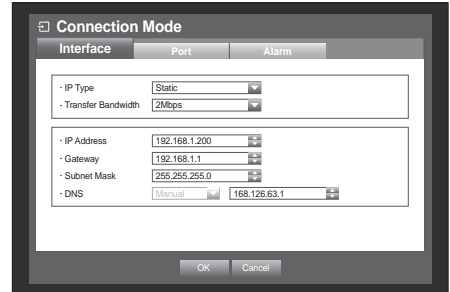 Connection Mode
Interface Port Alarm
· IP Type Static
· Transfer Bandwidth 2Mbps
· IP Address 192.168.1.200
· Gateway 192.168.1.1
· Subnet Mask 255.255.255.0
· DNS Manual 168.126.63.1
OK Cancel